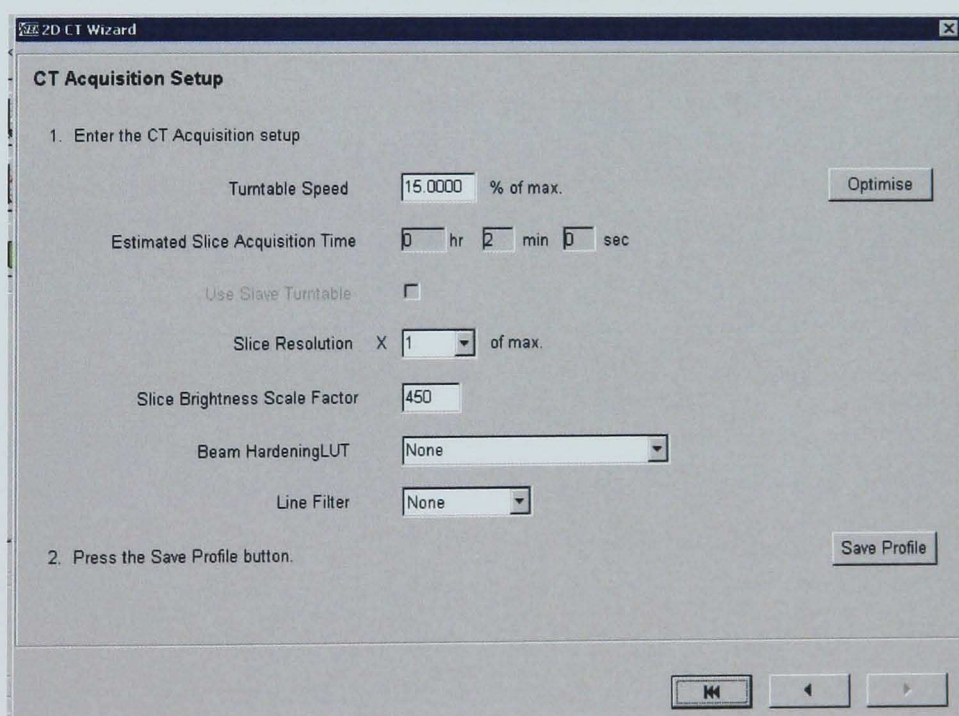 2D CT Wizard
CT Acquisition Setup
1. Enter the CT Acquisition setup
Turntable Speed 15.0000 % of max. Optimise
Estimated Slice Acquisition Time 0 hr 2 min 0 sec
Use Slave Turntable
Slice Resolution X 1 of max.
Slice Brightness Scale Factor 450
Beam HardeningLUT None
Line Filter None
2. Press the Save Profile button. Save Profile